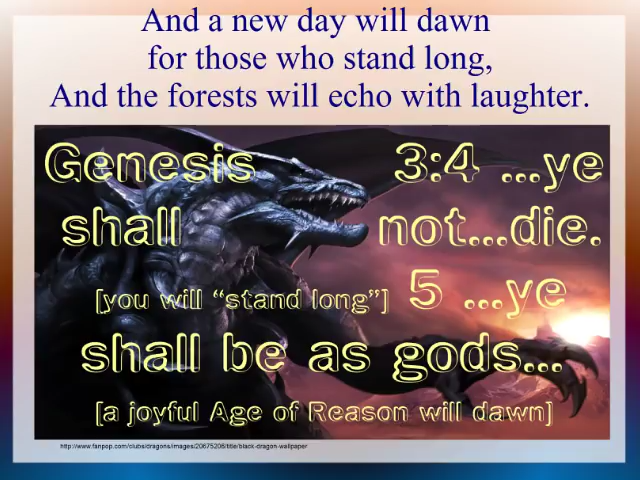 And a new day will dawn
for those who stand long,
And the forests will echo with laughter.
Genesis 3:4 ...ye
shall not...die.
[you will “stand long”] 5 ...ye
shall be as gods...
[a joyful Age of Reason will dawn]
http://www.fanpop.com/clubs/dragons/images/20675206/title/black-dragon-wallpaper